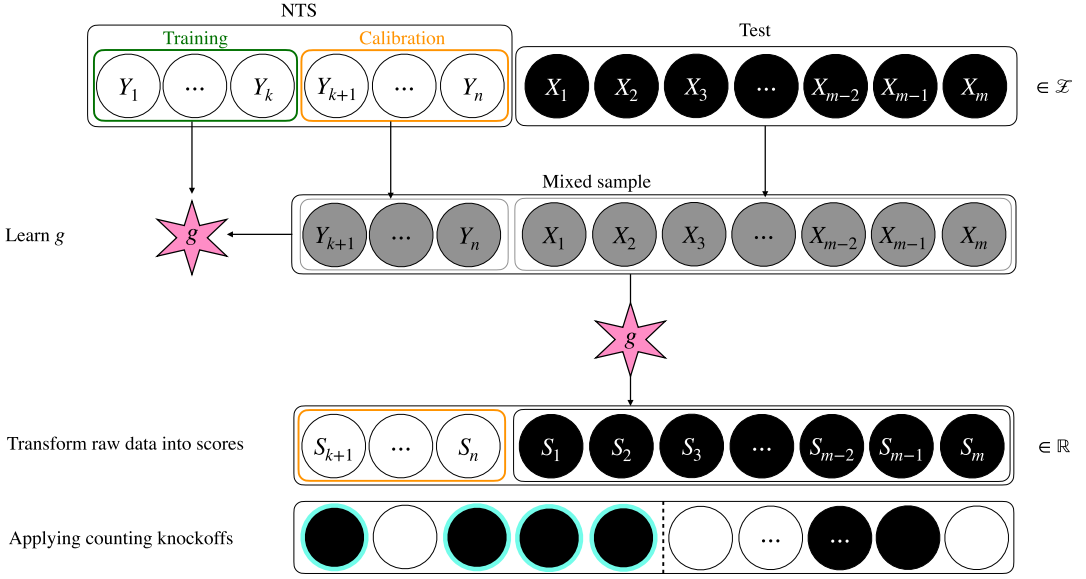 NTS
Training Calibration Test
Y₁ ... Yₖ Yₖ₊₁ ... Yₙ X₁ X₂ X₃ ... Xₘ₋₂ Xₘ₋₁ Xₘ ∈ 𝒵
Mixed sample
Learn g g Yₖ₊₁ ... Yₙ X₁ X₂ X₃ ... Xₘ₋₂ Xₘ₋₁ Xₘ
g
Transform raw data into scores Sₖ₊₁ ... Sₙ S₁ S₂ S₃ ... Sₘ₋₂ Sₘ₋₁ Sₘ ∈ ℝ
Applying counting knockoffs ... ...